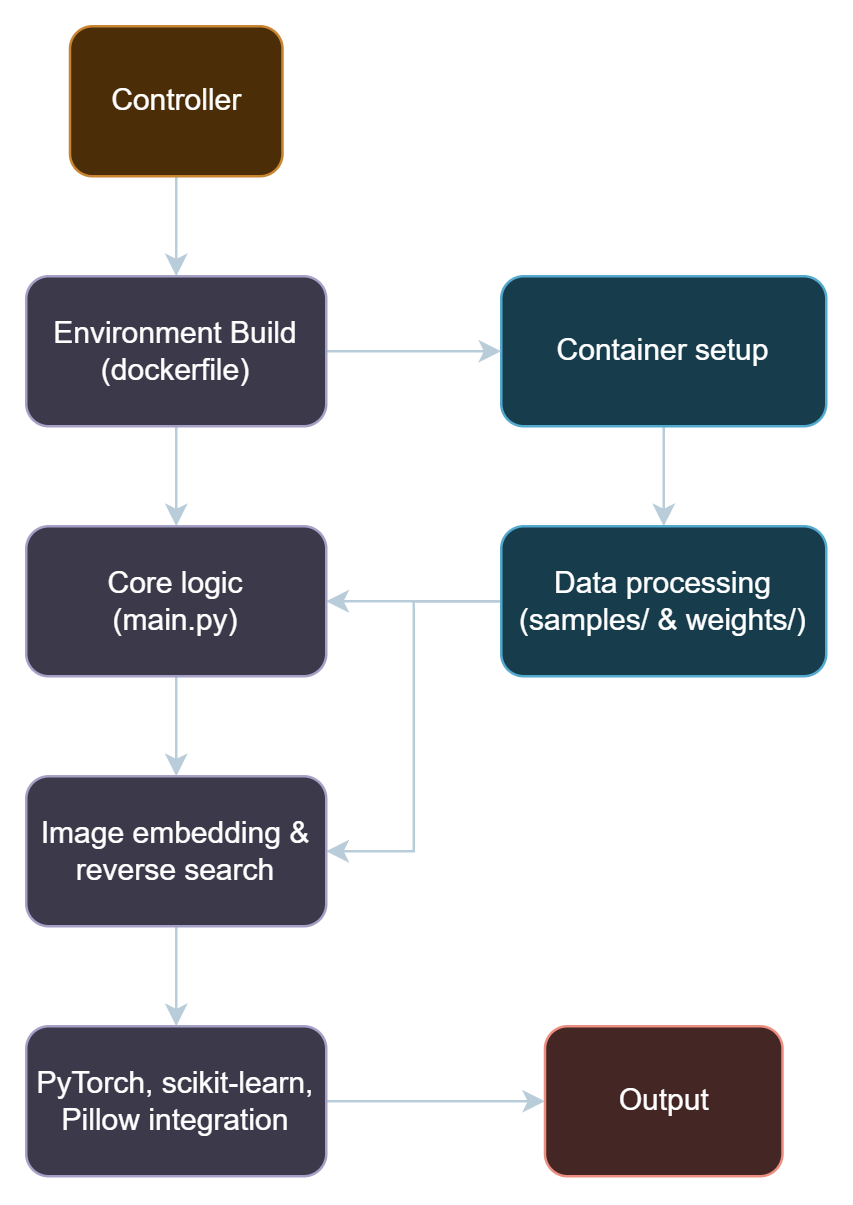 Controller
Environment Build
(dockerfile)
Container setup
Core logic
(main.py)
Data processing
(samples/ & weights/)
Image embedding &
reverse search
PyTorch, scikit-learn,
Pillow integration
Output